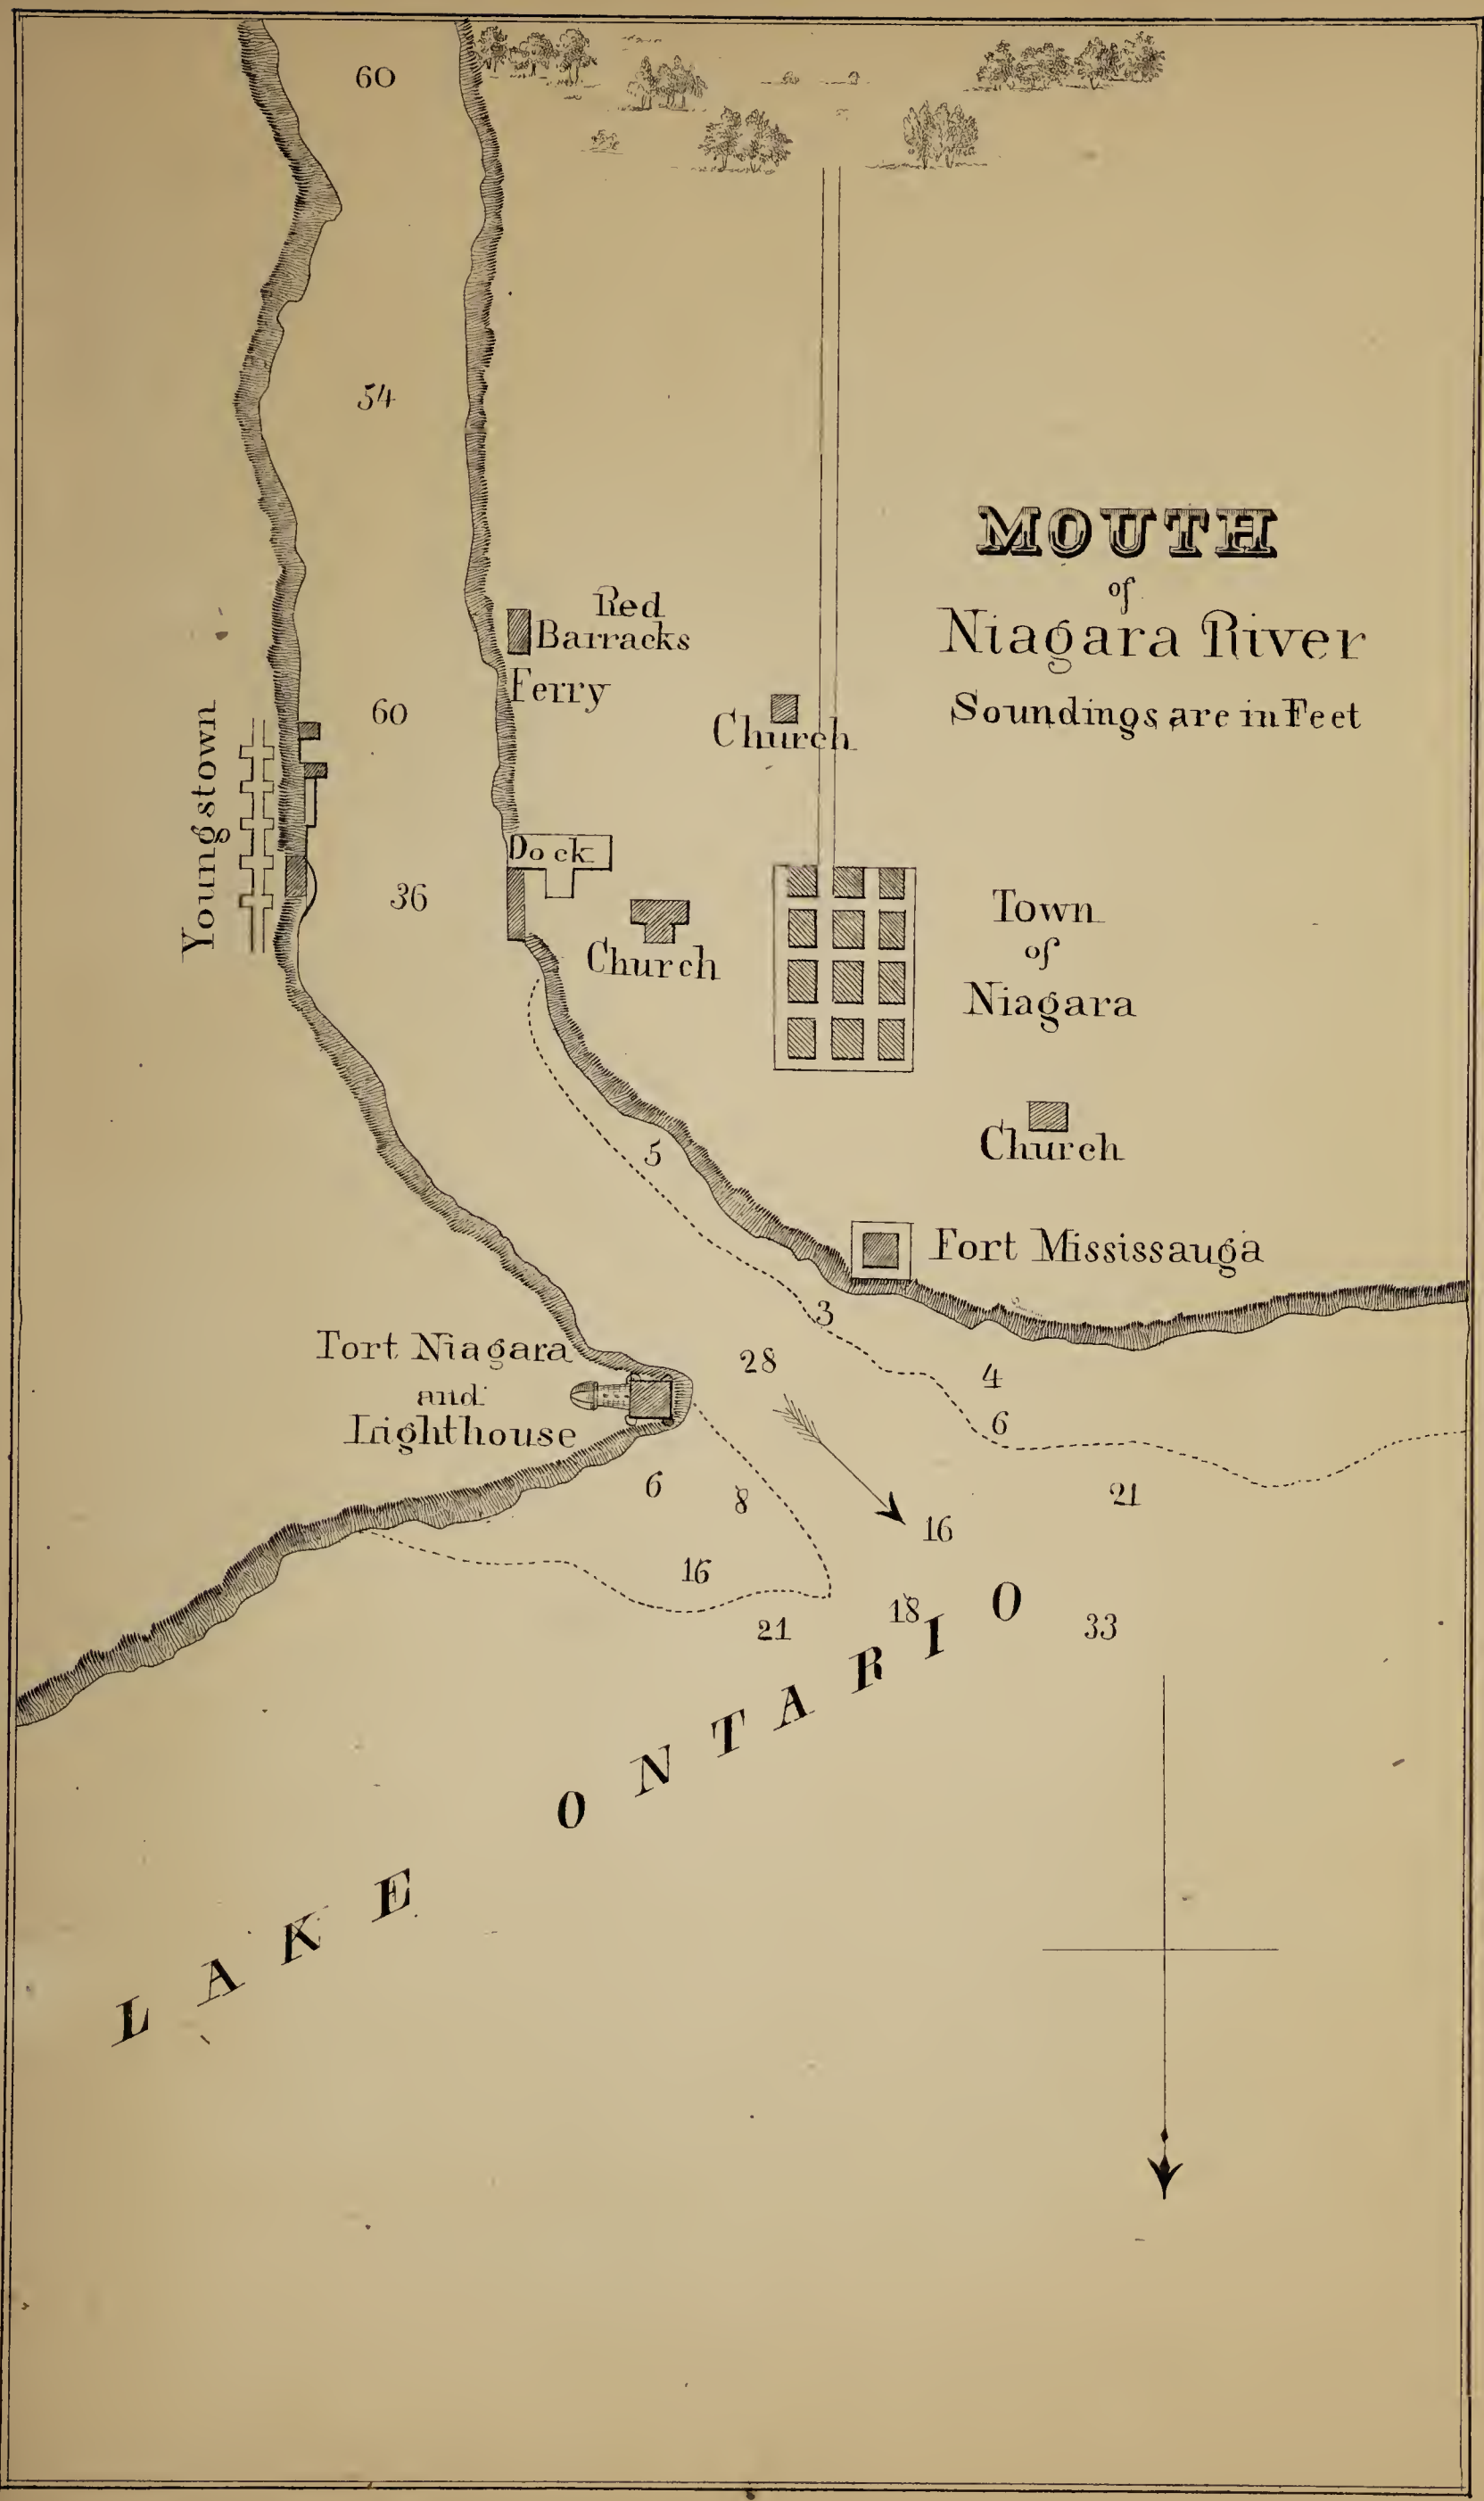 60
54
MOUTH
of
Niagara River
Soundings are in Feet
Red
Barracks
Ferry
60
Church
Youngstown
Dock
36
Church
Town
of
Niagara
5
Church
Fort Mississauga
3
Fort Niagara
and
Lighthouse
28
4
6
6
8
21
16
16
18
21
33
LAKE ONTARIO